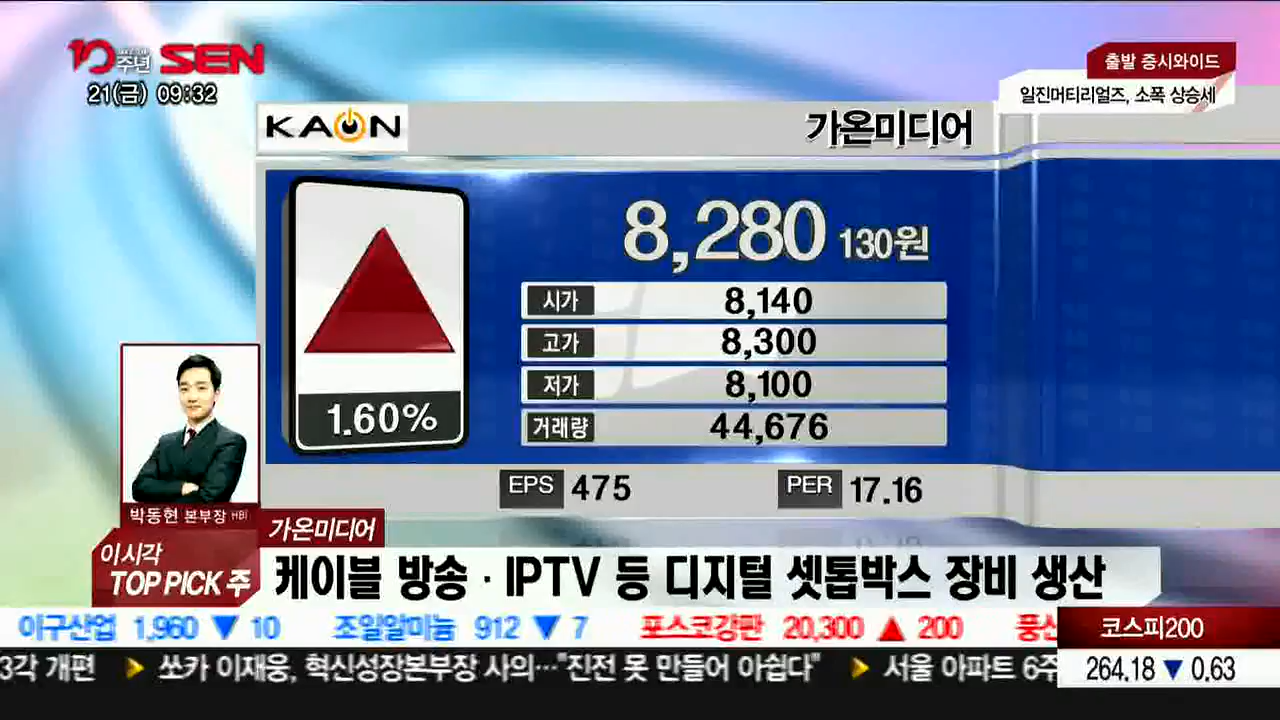 10주년 SEN
21(금) 09:32
출발 증시와이드
일진머티리얼즈, 소폭 상승세
KAON
가온미디어
8,280 130원
시가 8,140
고가 8,300
저가 8,100
거래량 44,676
1.60%
EPS 475 PER 17.16
박동현 본부장 HBI
가온미디어
이시각
TOP PICK 주
케이블 방송·IPTV 등 디지털 셋톱박스 장비 생산
이구산업 1,960 ▼ 10 조일알미늄 912 ▼ 7 포스코강판 20,300 ▲ 200 풍산
코스피200
3각 개편 ▶ 쏘카 이재웅, 혁신성장본부장 사의…"진전 못 만들어 아쉽다" ▶ 서울 아파트 6주
264.18 ▼ 0.63